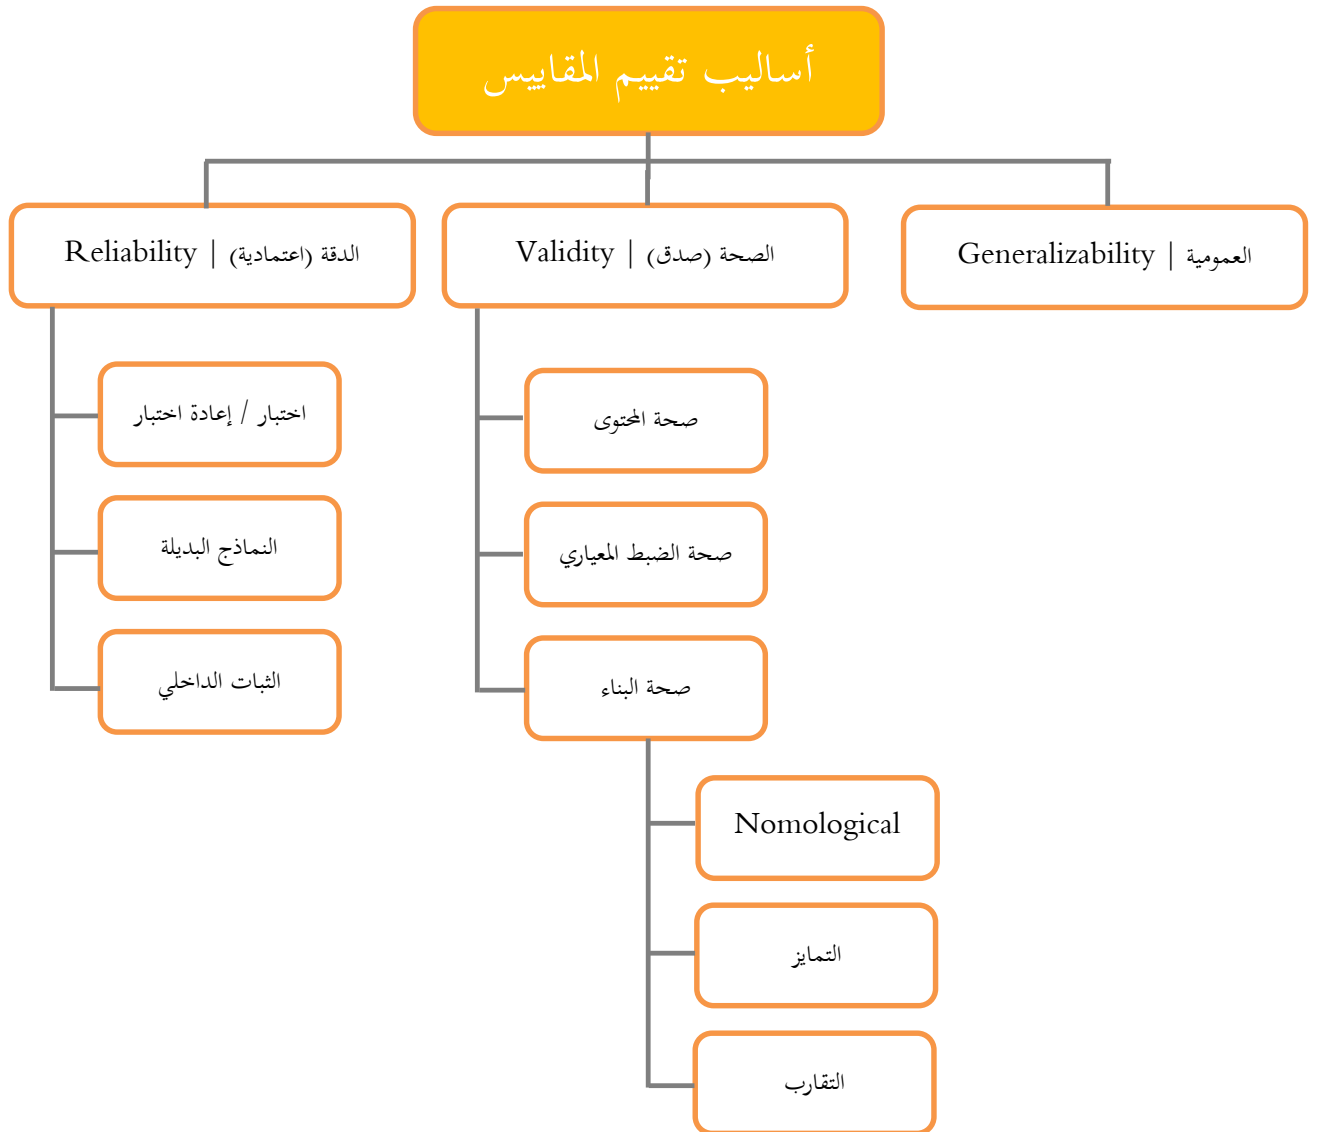 أساليب تقييم المقاييس
Reliability | الدقة (اعتمادية)
Validity | الصحة (صدق)
Generalizability | العمومية
اختبار / إعادة اختبار
النماذج البديلة
الثبات الداخلي
صحة المحتوى
صحة الضبط المعياري
صحة البناء
Nomological
التمايز
التقارب